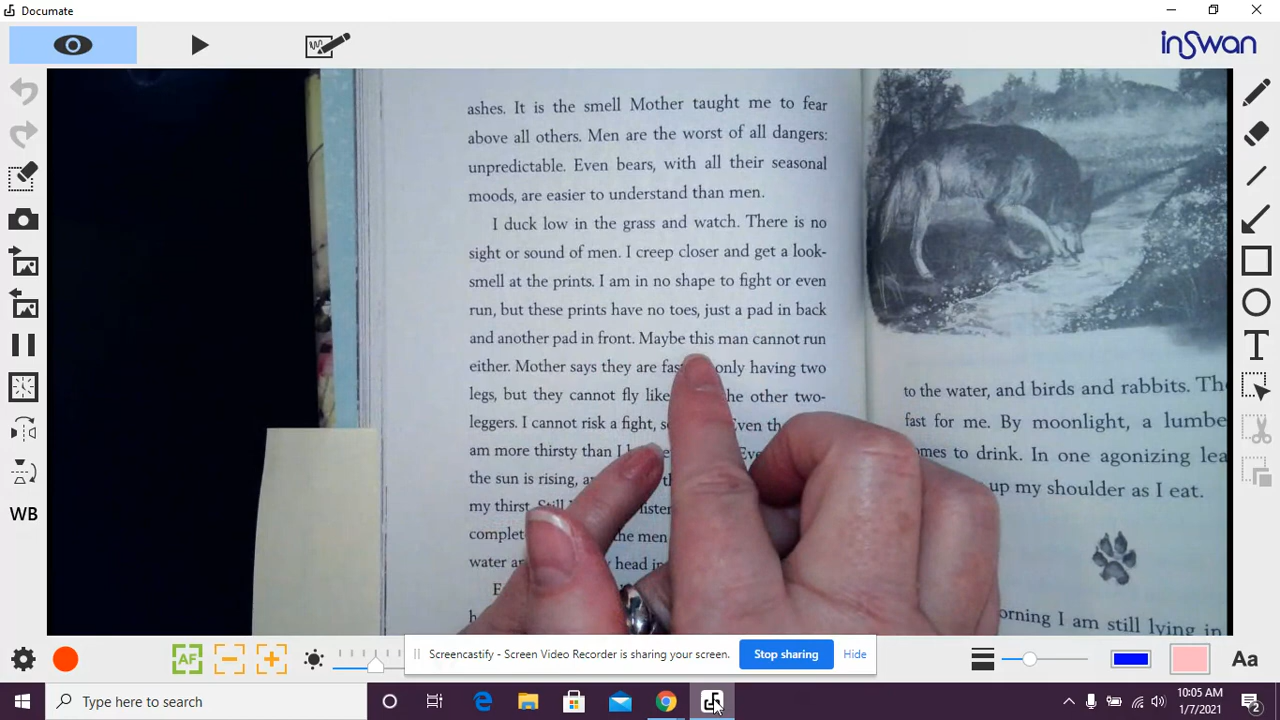 Documate
inSwan
ashes. It is the smell Mother taught me to fear
above all others. Men are the worst of all dangers:
unpredictable. Even bears, with all their seasonal
moods, are easier to understand than men.
I duck low in the grass and watch. There is no
sight or sound of men. I creep closer and get a look-
smell at the prints. I am in no shape to fight or even
run, but these prints have no toes, just a pad in back
and another pad in front. Maybe this man cannot run
either. Mother says they are only having two
legs, but they cannot fly like the other two-
leggers. I cannot risk a fight, Even
am more thirsty than I
the sun is rising,
my thirst. Still
the men
water head in
to the water, and birds and rabbits.
fast for me. By moonlight, a
to drink. In one agonizing
up my shoulder as I eat.
I am still lying in
WB
T
AF
Screencastify - Screen Video Recorder is sharing your screen.
Stop sharing
Hide
Aa
Type here to search
10:05 AM
1/7/2021
2